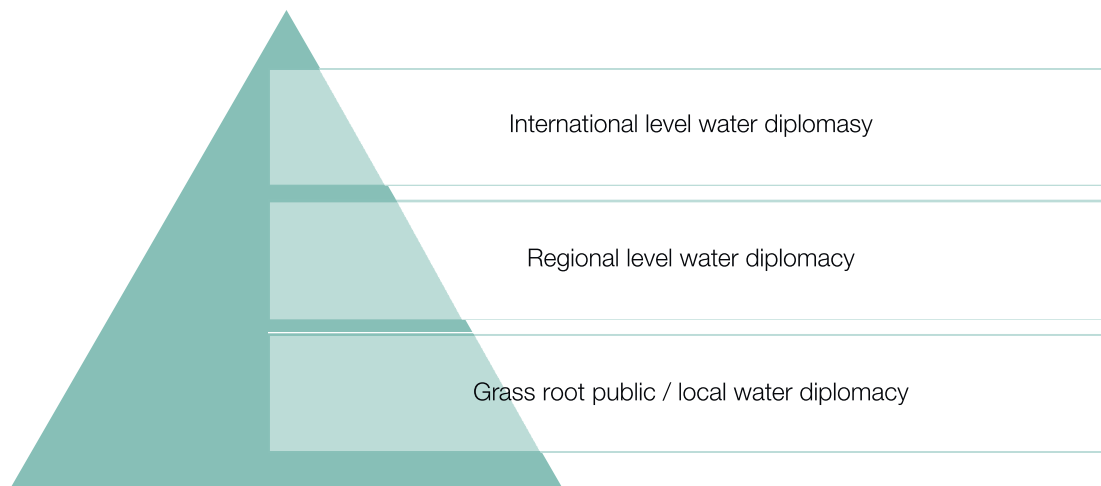 International level water diplomasy
Regional level water diplomacy
Grass root public / local water diplomacy